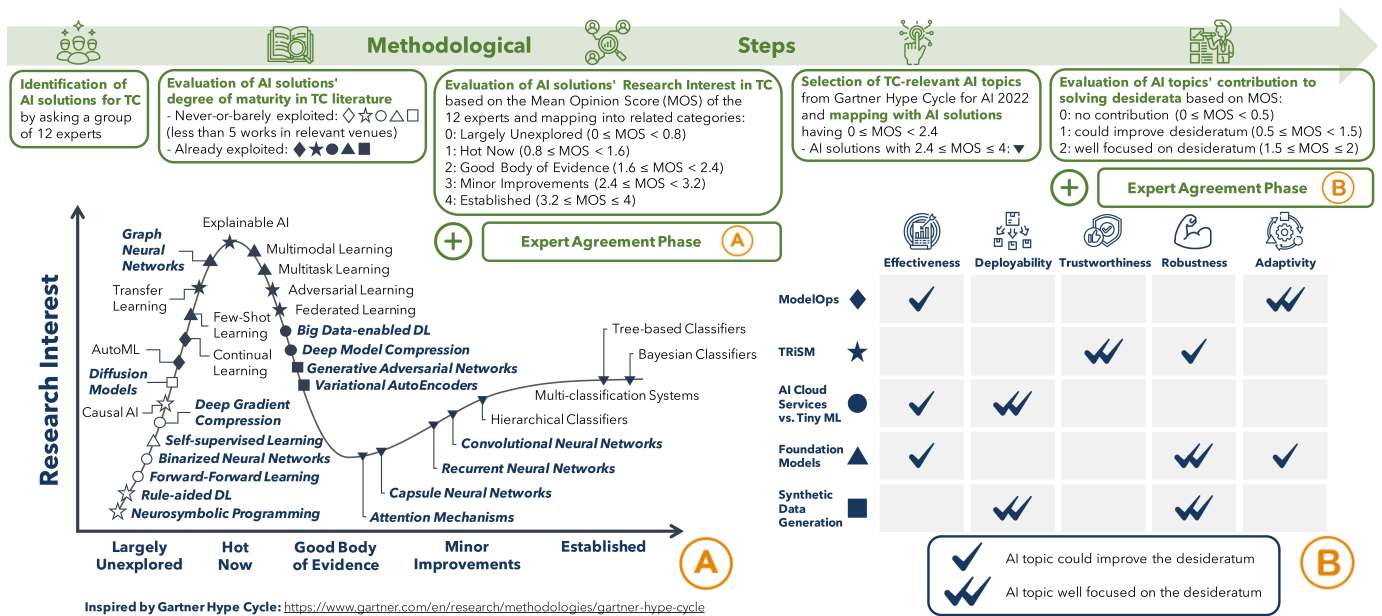 Methodological Steps
Identification of
AI solutions for TC
by asking a group
of 12 experts
Evaluation of AI solutions'
degree of maturity in TC literature
- Never-or-barely exploited:
(less than 5 works in relevant venues)
- Already exploited:
Evaluation of AI solutions' Research Interest in TC
based on the Mean Opinion Score (MOS) of the
12 experts and mapping into related categories:
0: Largely Unexplored (0 ≤ MOS < 0.8)
1: Hot Now (0.8 ≤ MOS < 1.6)
2: Good Body of Evidence (1.6 ≤ MOS < 2.4)
3: Minor Improvements (2.4 ≤ MOS < 3.2)
4: Established (3.2 ≤ MOS ≤ 4)
Selection of TC-relevant AI topics
from Gartner Hype Cycle for AI 2022
and mapping with AI solutions
having 0 ≤ MOS < 2.4
- AI solutions with 2.4 ≤ MOS ≤ 4:
Evaluation of AI topics' contribution to
solving desiderata based on MOS:
0: no contribution (0 ≤ MOS < 0.5)
1: could improve desideratum (0.5 ≤ MOS < 1.5)
2: well focused on desideratum (1.5 ≤ MOS ≤ 2)
+ Expert Agreement Phase A
+ Expert Agreement Phase B
Research Interest
Explainable AI
Graph
Neural
Networks
Multimodal Learning
Multitask Learning
Transfer
Learning
Adversarial Learning
Federated Learning
Few-Shot
Learning
Big Data-enabled DL
AutoML
Continual
Learning
Deep Model Compression
Diffusion
Models
Generative Adversarial Networks
Variational AutoEncoders
Causal AI
Deep Gradient
Compression
Self-supervised Learning
Binarized Neural Networks
Forward-Forward Learning
Rule-aided DL
Neurosymbolic Programming
Tree-based Classifiers
Bayesian Classifiers
Multi-classification Systems
Hierarchical Classifiers
Convolutional Neural Networks
Recurrent Neural Networks
Capsule Neural Networks
Attention Mechanisms
Largely
Unexplored
Hot
Now
Good Body
of Evidence
Minor
Improvements
Established
A
Inspired by Gartner Hype Cycle: https://www.gartner.com/en/research/methodologies/gartner-hype-cycle
Effectiveness Deployability Trustworthiness Robustness Adaptivity
ModelOps
TRiSM
AI Cloud
Services
vs. Tiny ML
Foundation
Models
Synthetic
Data
Generation
AI topic could improve the desideratum
AI topic well focused on the desideratum
B